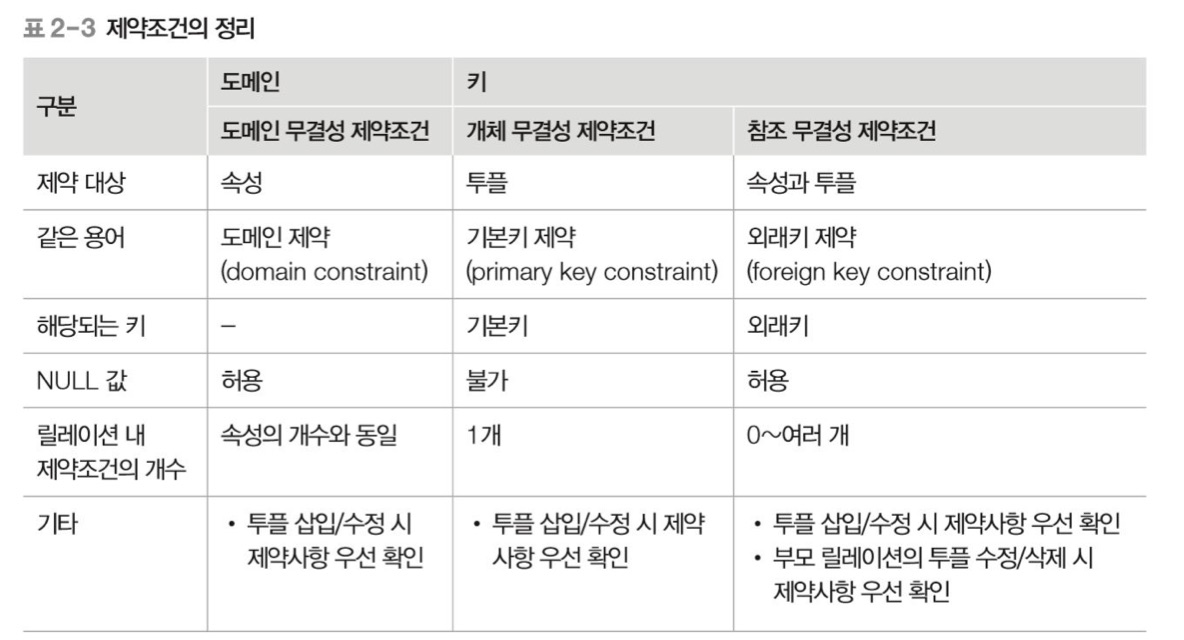 표 2-3 제약조건의 정리
구분
도메인
키
도메인 무결성 제약조건
개체 무결성 제약조건
참조 무결성 제약조건
제약 대상
속성
투플
속성과 투플
같은 용어
도메인 제약
(domain constraint)
기본키 제약
(primary key constraint)
외래키 제약
(foreign key constraint)
해당되는 키
–
기본키
외래키
NULL 값
허용
불가
허용
릴레이션 내
제약조건의 개수
속성의 개수와 동일
1개
0~여러 개
기타
• 투플 삽입/수정 시
제약사항 우선 확인
• 투플 삽입/수정 시 제약
사항 우선 확인
• 투플 삽입/수정 시 제약사항 우선 확인
• 부모 릴레이션의 투플 수정/삭제 시
제약사항 우선 확인